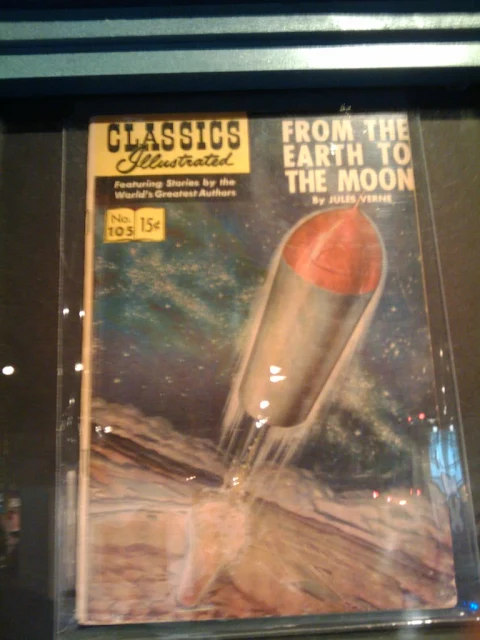 CLASSICS
Illustrated
Featuring Stories by the
World's Greatest Authors
No.
105
15¢
FROM THE
EARTH TO
THE MOON
By JULES VERNE